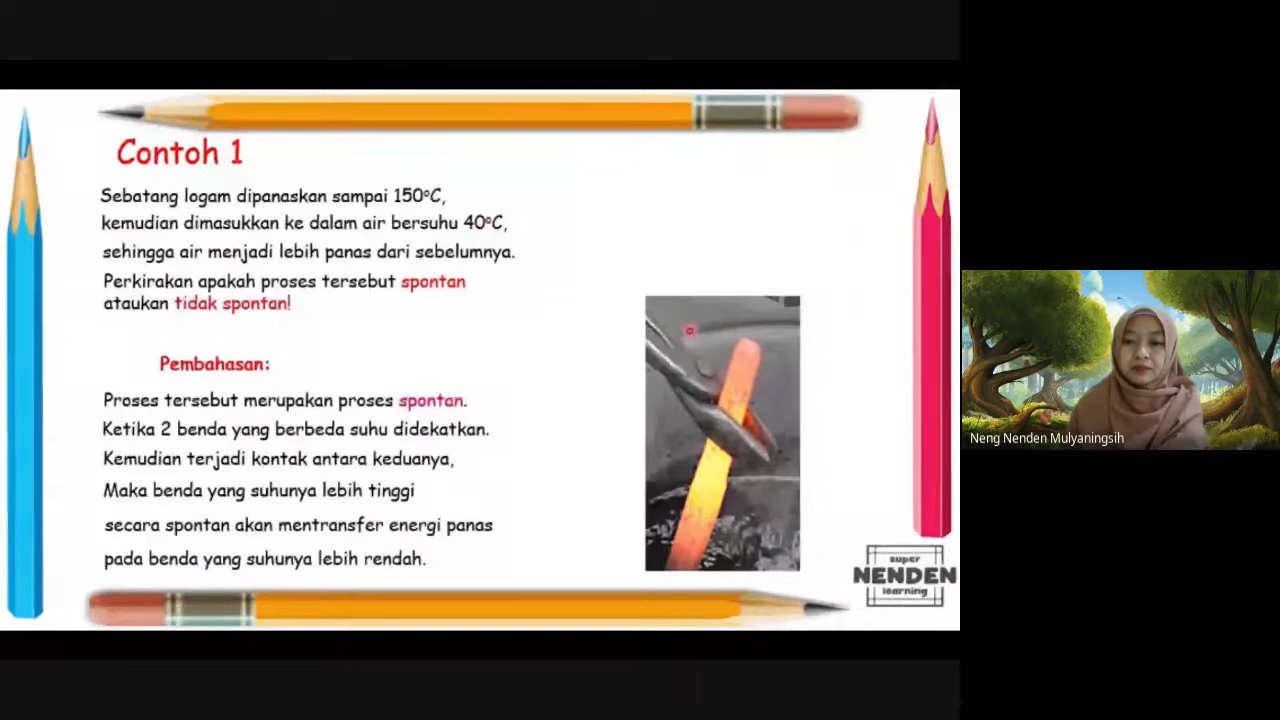 Contoh 1
Sebatang logam dipanaskan sampai 150°C,
kemudian dimasukkan ke dalam air bersuhu 40°C,
sehingga air menjadi lebih panas dari sebelumnya.
Perkirakan apakah proses tersebut spontan
ataukan tidak spontan!
Pembahasan:
Proses tersebut merupakan proses spontan.
Ketika 2 benda yang berbeda suhu didekatkan.
Kemudian terjadi kontak antara keduanya,
Maka benda yang suhunya lebih tinggi
secara spontan akan mentransfer energi panas
pada benda yang suhunya lebih rendah.
super
NENDEN
learning
Neng Nenden Mulyaningsih